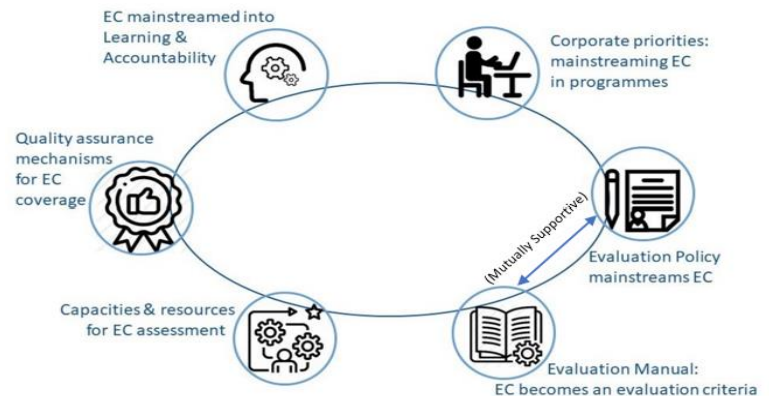 EC mainstreamed into
Learning &
Accountability
Corporate priorities:
mainstreaming EC
in programmes
Quality assurance
mechanisms
for EC
coverage
(Mutually Supportive)
Evaluation Policy
mainstreams EC
Capacities & resources
for EC assessment
Evaluation Manual:
EC becomes an evaluation criteria